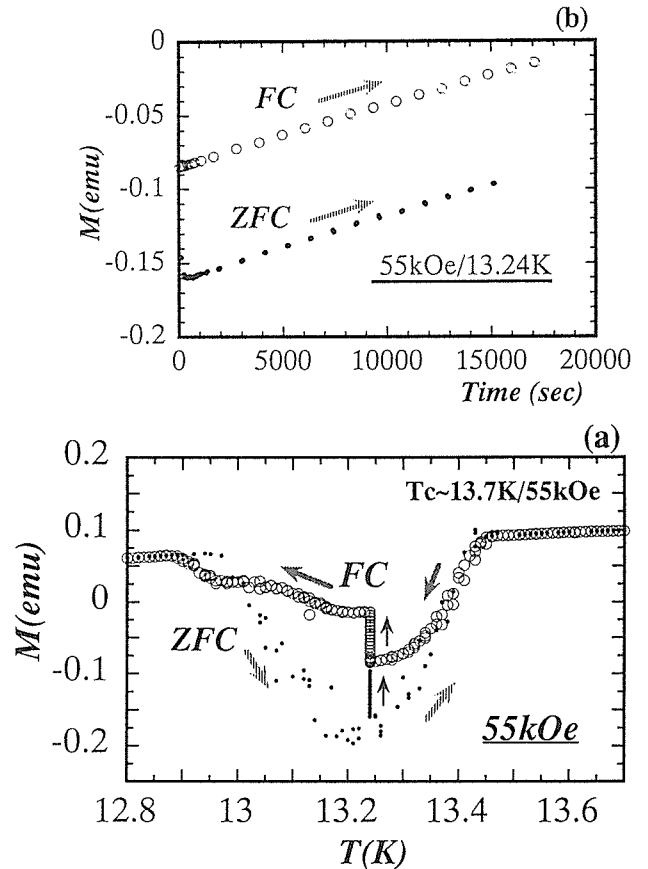 (b)
0
-0.05
-0.1
-0.15
-0.2
M(emu)
FC
ZFC
55kOe/13.24K
0 5000 10000 15000 20000
Time (sec)
(a)
0.2
0.1
0
-0.1
-0.2
M(emu)
Tc~13.7K/55kOe
FC
ZFC
55kOe
12.8 13 13.2 13.4 13.6
T(K)